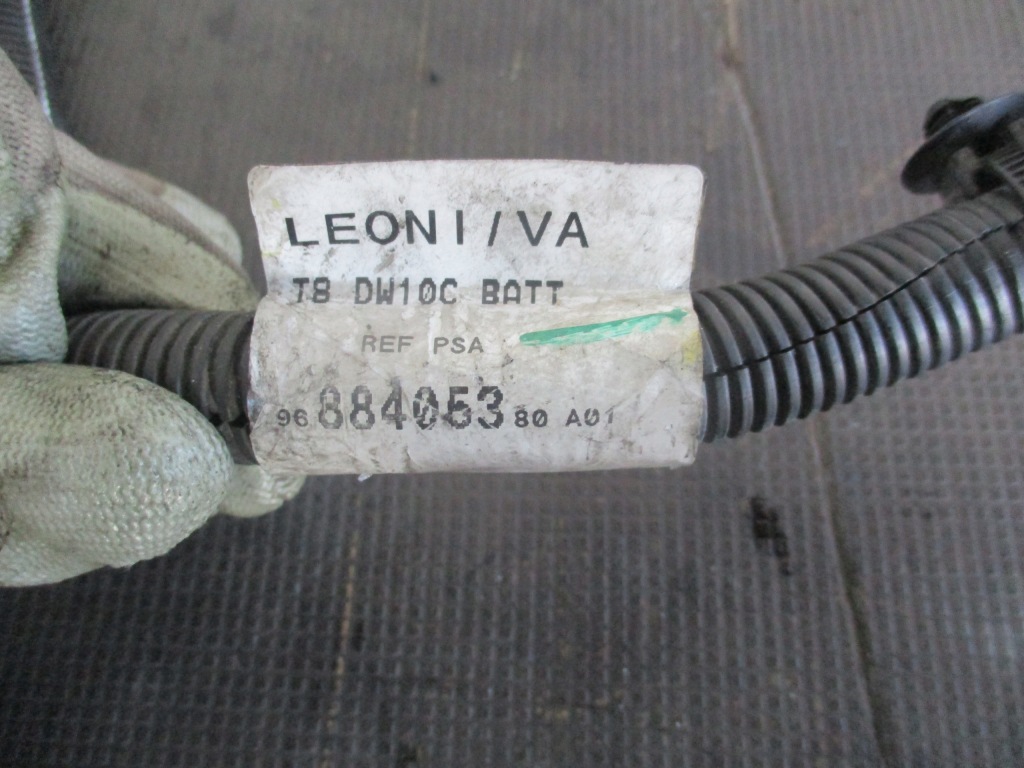 LEONI/VA
T8 DW10C BATT
REF PSA
96 884053 80 A01